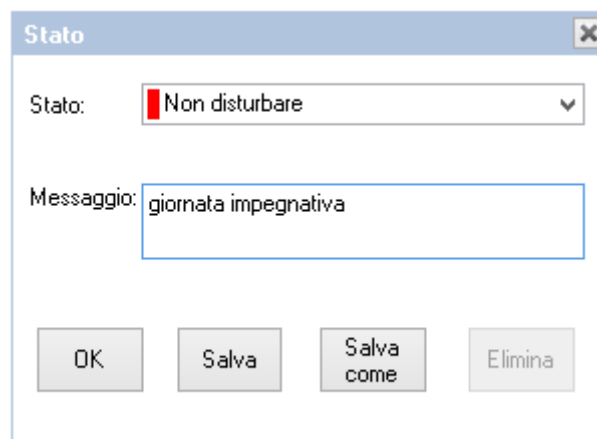 Stato
Stato: Non disturbare
Messaggio: giornata impegnativa
OK Salva Salva come Elimina